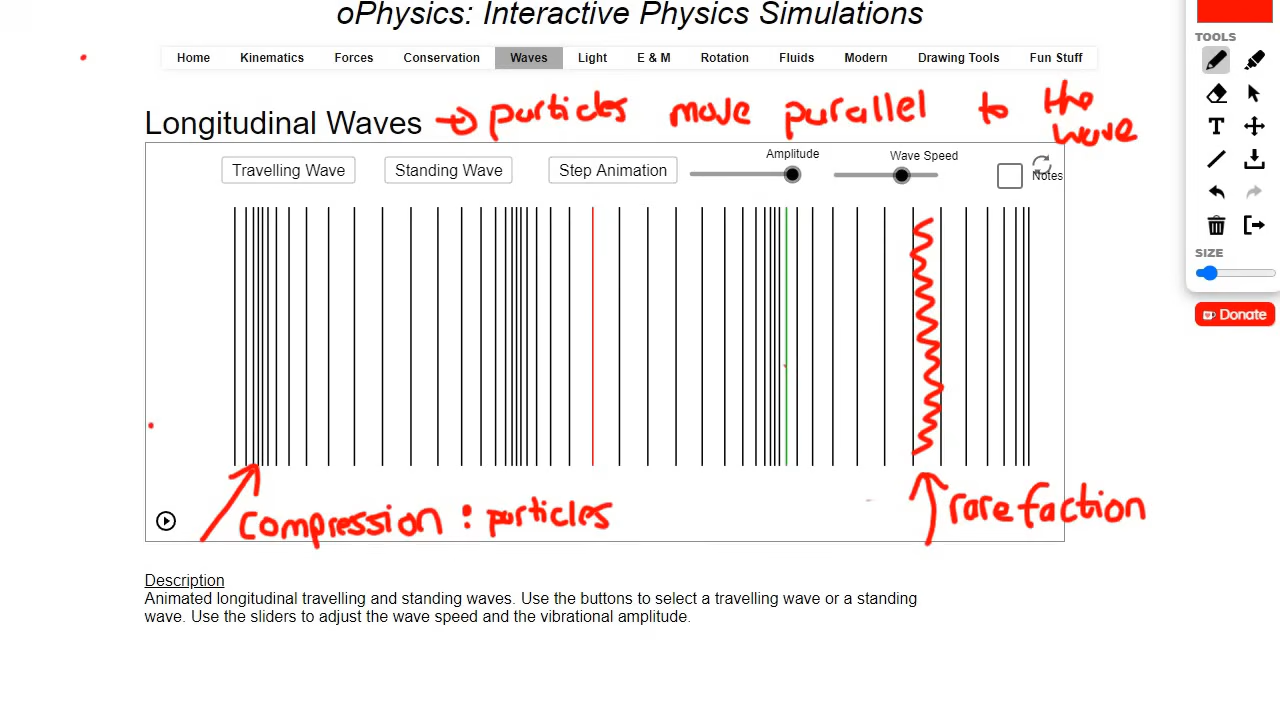 oPhysics: Interactive Physics Simulations
Home Kinematics Forces Conservation Waves Light E & M Rotation Fluids Modern Drawing Tools Fun Stuff
Longitudinal Waves → particles move parallel to the
wave
Travelling Wave Standing Wave Step Animation Amplitude Wave Speed Notes
compression : particles
rarefaction
Description
Animated longitudinal travelling and standing waves. Use the buttons to select a travelling wave or a standing
wave. Use the sliders to adjust the wave speed and the vibrational amplitude.
TOOLS
T
SIZE
Donate